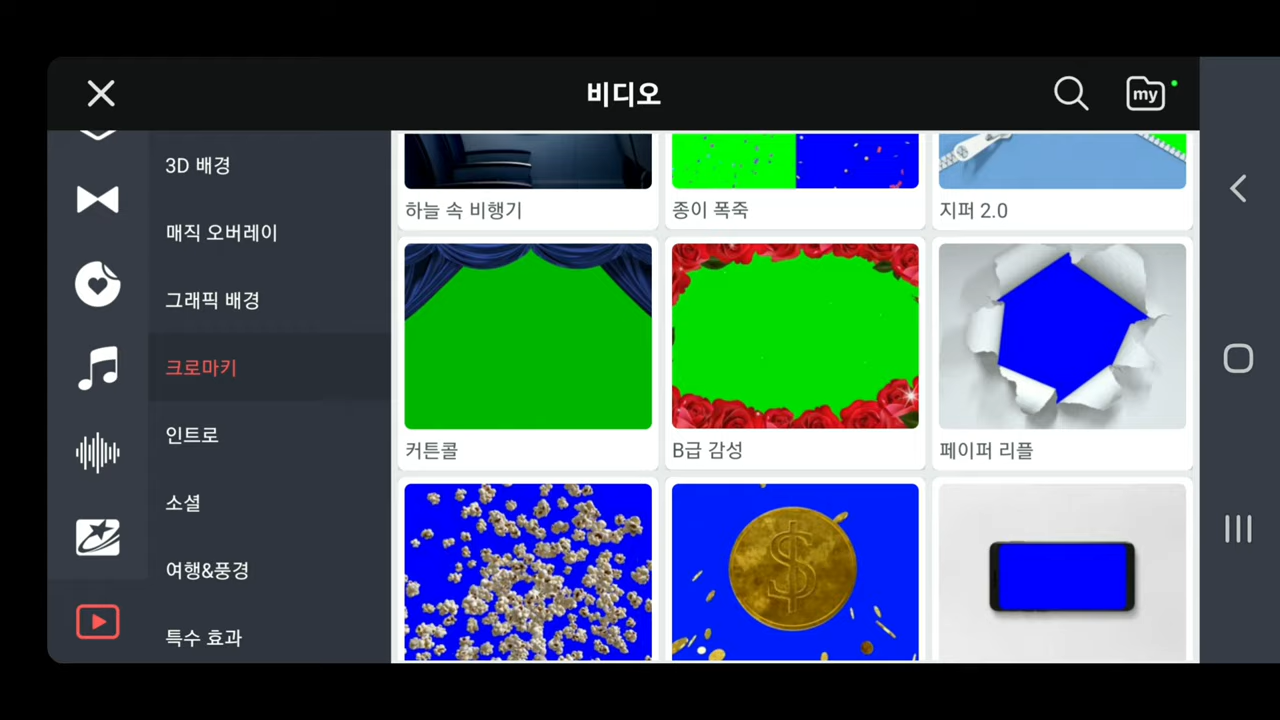 비디오
my
3D 배경
매직 오버레이
그래픽 배경
크로마키
인트로
소셜
여행&풍경
특수 효과
하늘 속 비행기
종이 폭죽
지퍼 2.0
커튼콜
B급 감성
페이퍼 리플
$